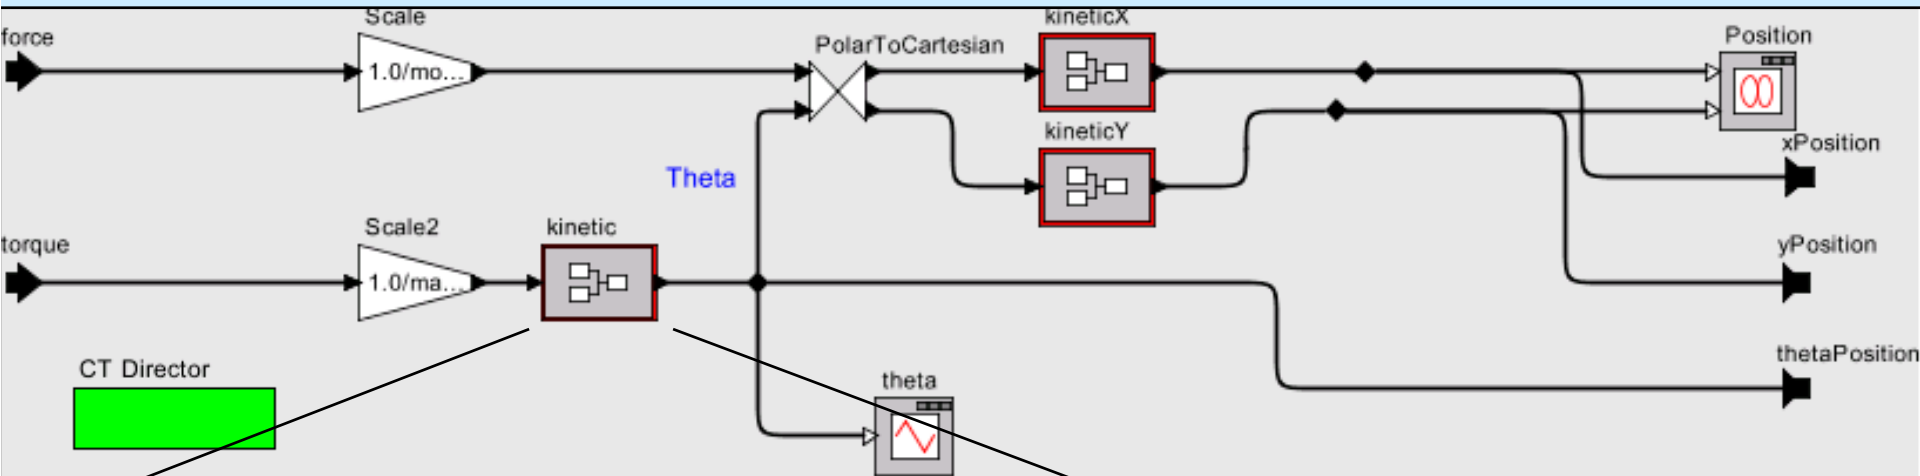 Scale
kineticX
force
Position
PolarToCartesian
1.0/mo...
kineticY
xPosition
Theta
Scale2
kinetic
torque
yPosition
1.0/ma...
thetaPosition
CT Director
theta